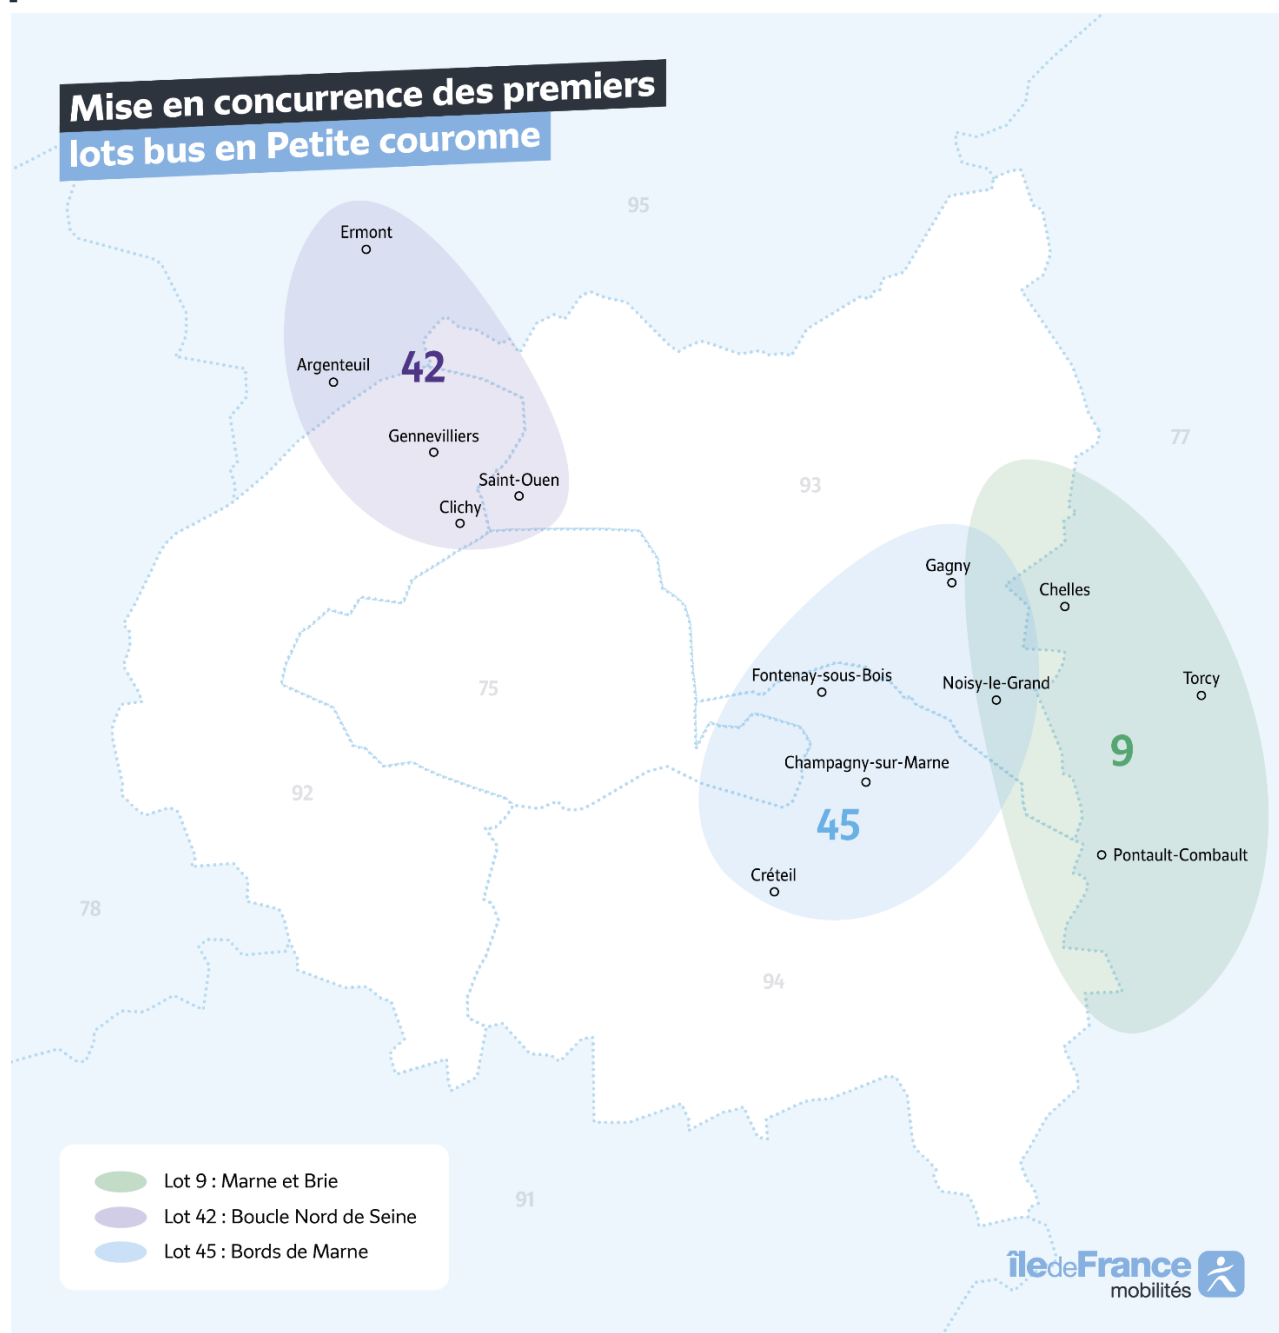 Mise en concurrence des premiers
lots bus en Petite couronne
95
Ermont
Argenteuil
42
Gennevilliers
77
Saint-Ouen
93
Clichy
Gagny
Chelles
Fontenay-sous-Bois
Noisy-le-Grand
Torcy
75
9
Champagny-sur-Marne
92
45
Pontault-Combault
Créteil
78
94
Lot 9 : Marne et Brie
Lot 42 : Boucle Nord de Seine
Lot 45 : Bords de Marne
91
îledeFrance
mobilités